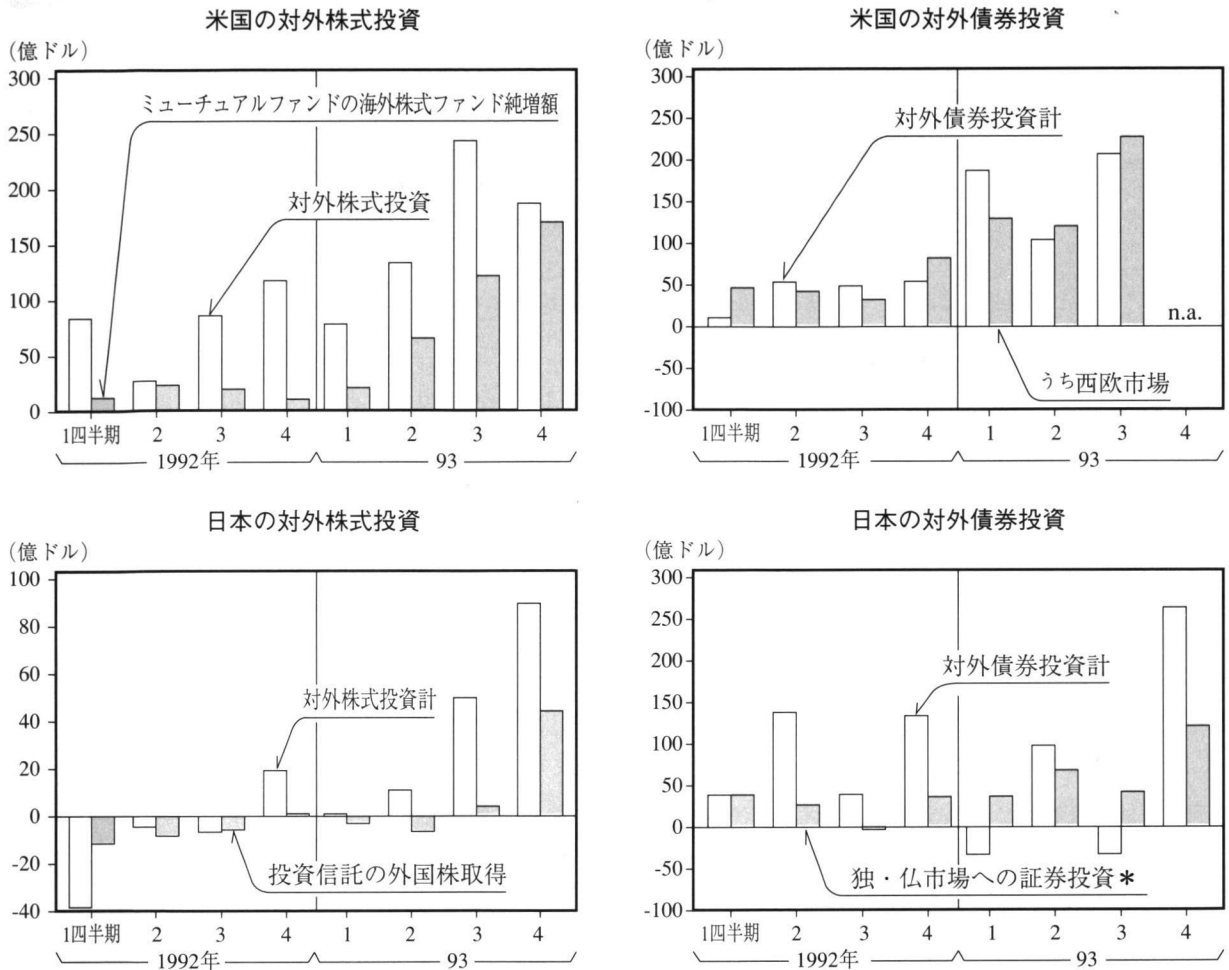 米国の対外株式投資
(億ドル)
300
250
200
150
100
50
0
ミューチュアルファンドの海外株式ファンド純増額
対外株式投資
1四半期 2 3 4 1 2 3 4
1992年 93
米国の対外債券投資
(億ドル)
300
250
200
150
100
50
0
-50
-100
対外債券投資計
n.a.
うち西欧市場
1四半期 2 3 4 1 2 3 4
1992年 93
日本の対外株式投資
(億ドル)
100
80
60
40
20
0
-20
-40
対外株式投資計
投資信託の外国株取得
1四半期 2 3 4 1 2 3 4
1992年 93
日本の対外債券投資
(億ドル)
300
250
200
150
100
50
0
-50
-100
対外債券投資計
独・仏市場への証券投資*
1四半期 2 3 4 1 2 3 4
1992年 93